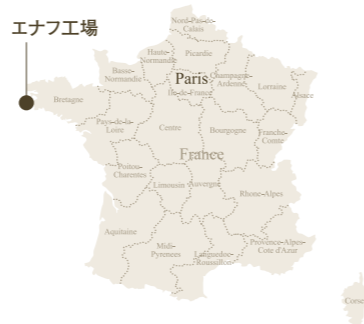 エナフ工場
Nord-Pas-de-
Calais
Haute-
Normandie
Picardie
Basse-
Normandie
Paris
Île-de-France
Champagne-
Ardenne
Lorraine
Alsace
Bretagne
Pays-de-la-
Loire
Centre
Bourgogne
Franche-
Comte
France
Poitou-
Charentes
Limousin
Auvergne
Rhone-Alpes
Aquitaine
Midi-
Pyrenees
Languedoc-
Roussillon
Provence-Alpes-
Cote d'Azur